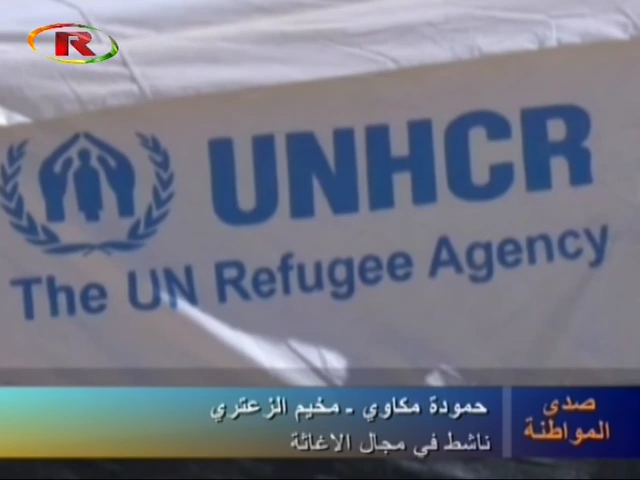 R
UNHCR
The UN Refugee Agency
حمودة مكاوي - مخيم الزعتري
ناشط في مجال الاغاثة
صدى
المواطنة